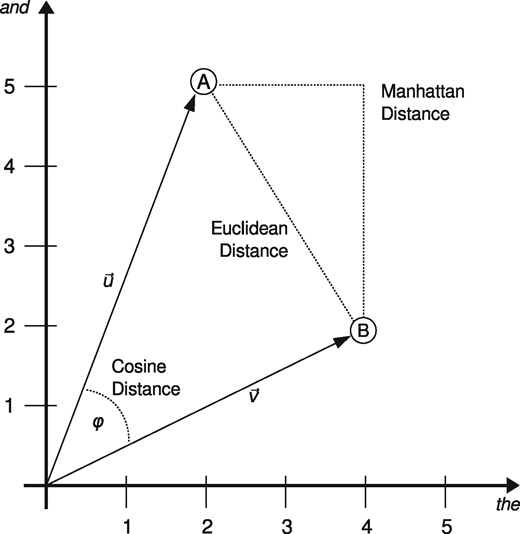 and
5
A
Manhattan
Distance
4
Euclidean
Distance
3
u⃗
2
B
Cosine
Distance
v⃗
1
φ
the
1 2 3 4 5